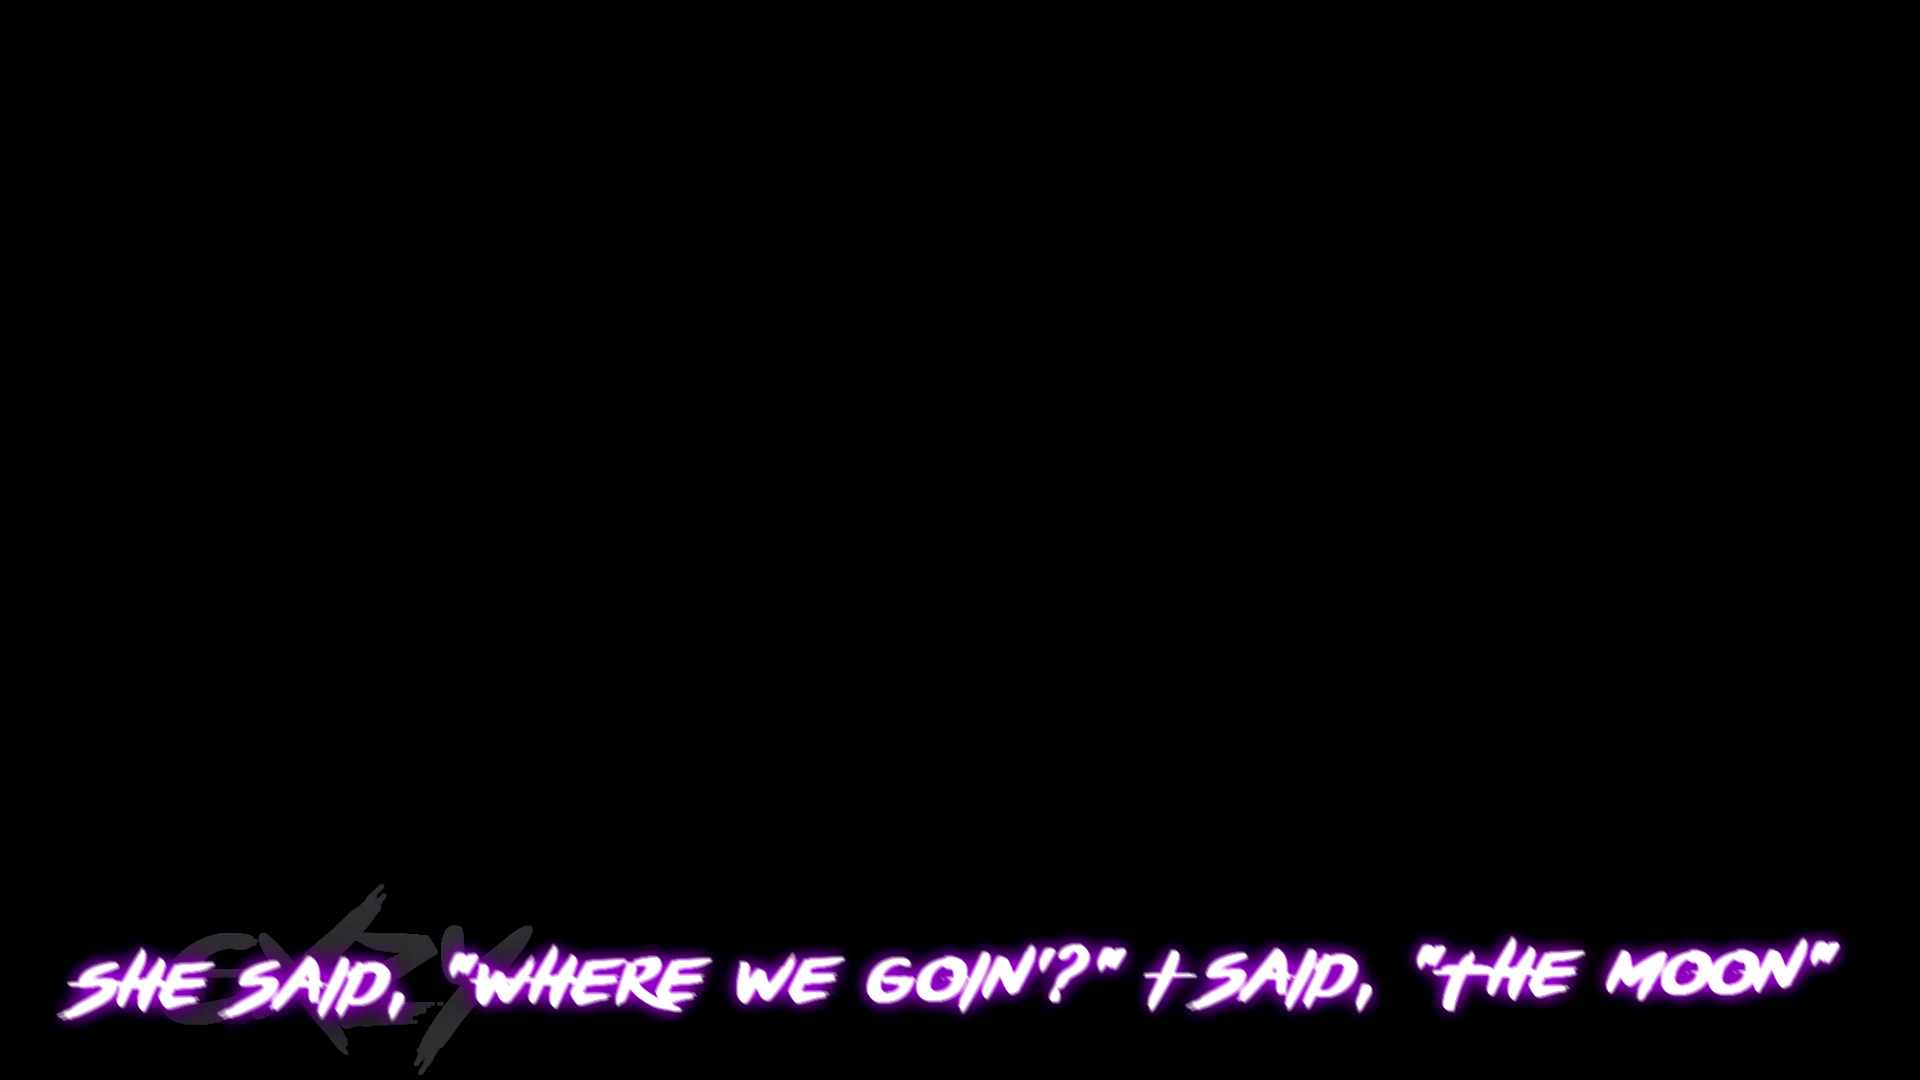 SHE SAID, "WHERE WE GOIN'?" I SAID, "THE MOON"